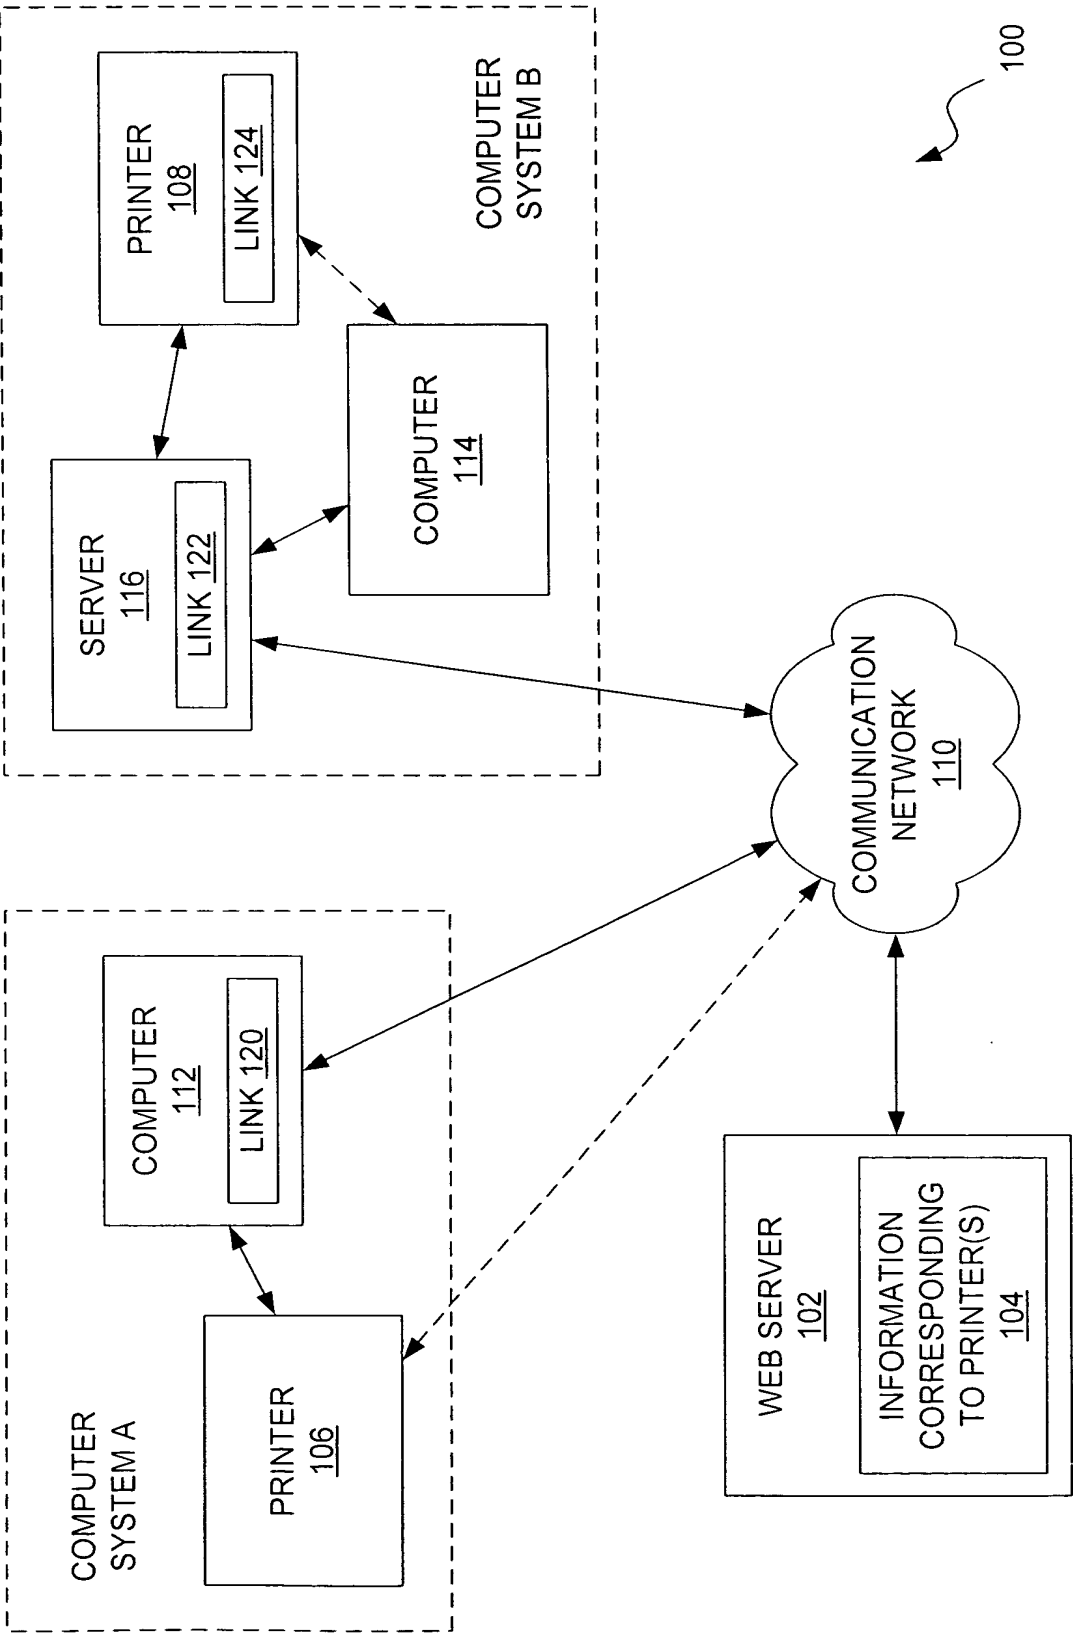 COMPUTER
SYSTEM A
PRINTER
106
COMPUTER
112
LINK 120
SERVER
116
LINK 122
PRINTER
108
LINK 124
COMPUTER
114
COMPUTER
SYSTEM B
WEB SERVER
102
INFORMATION
CORRESPONDING
TO PRINTER(S)
104
COMMUNICATION
NETWORK
110
100